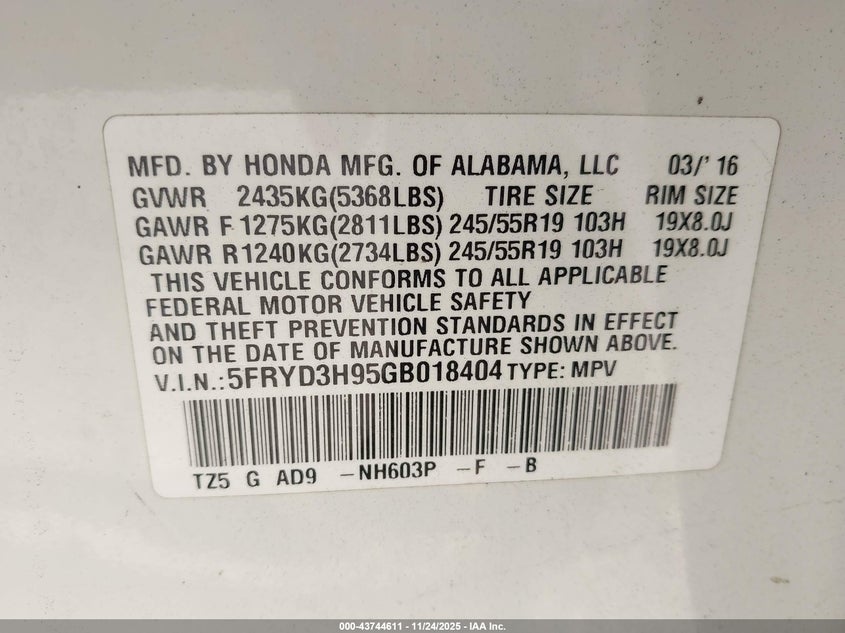 MFD. BY HONDA MFG. OF ALABAMA, LLC 03/' 16
GVWR 2435KG(5368LBS) TIRE SIZE RIM SIZE
GAWR F 1275KG(2811LBS) 245/55R19 103H 19X8.0J
GAWR R 1240KG(2734LBS) 245/55R19 103H 19X8.0J
THIS VEHICLE CONFORMS TO ALL APPLICABLE
FEDERAL MOTOR VEHICLE SAFETY
AND THEFT PREVENTION STANDARDS IN EFFECT
ON THE DATE OF MANUFACTURE SHOWN ABOVE.
V.I.N.:5FRYD3H95GB018404 TYPE: MPV
TZ5 G AD9 –NH603P –F –B
000-43744611 - 11/24/2025 - IAA Inc.